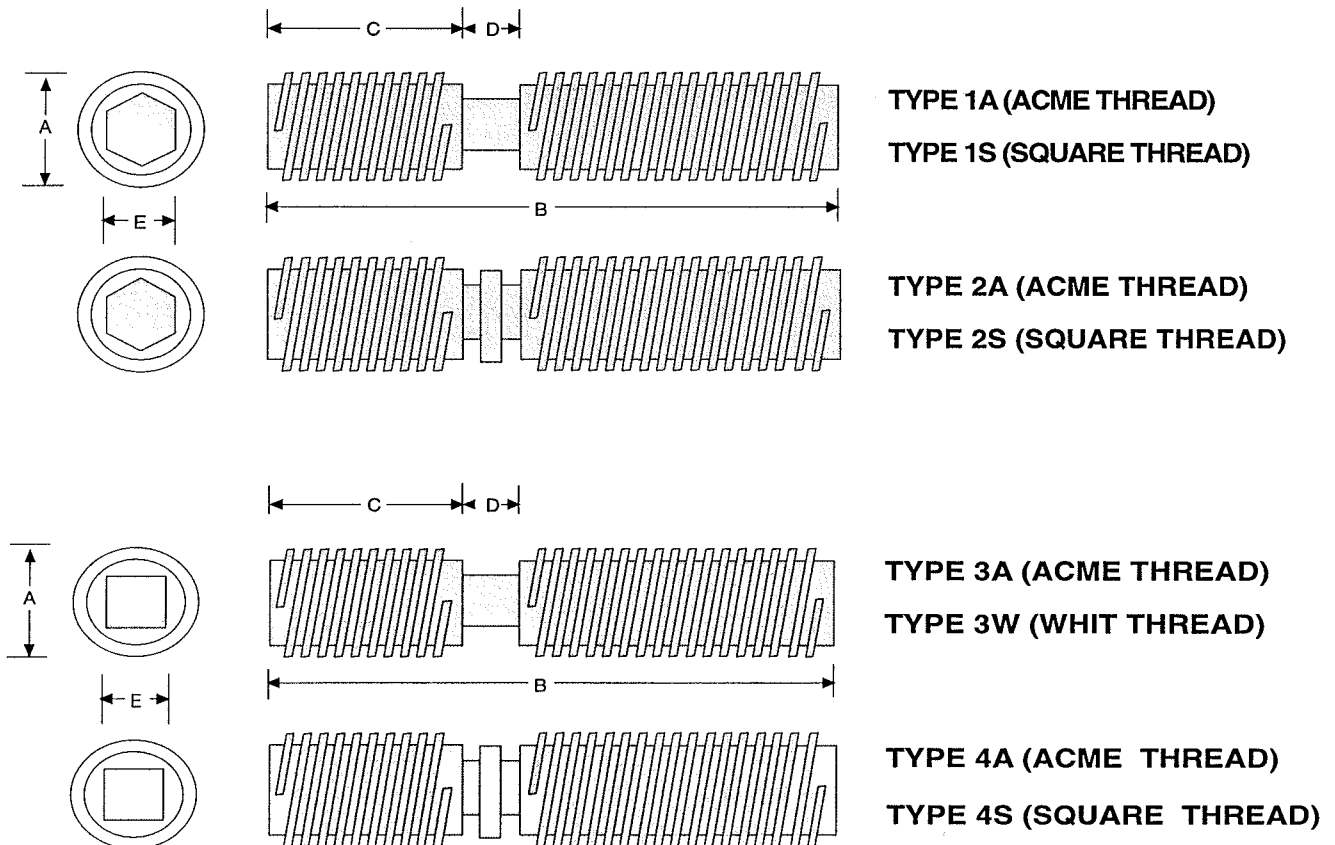 C D
A
TYPE 1A (ACME THREAD)
TYPE 1S (SQUARE THREAD)
E
B
TYPE 2A (ACME THREAD)
TYPE 2S (SQUARE THREAD)
C D
A
TYPE 3A (ACME THREAD)
TYPE 3W (WHIT THREAD)
E
B
TYPE 4A (ACME THREAD)
TYPE 4S (SQUARE THREAD)